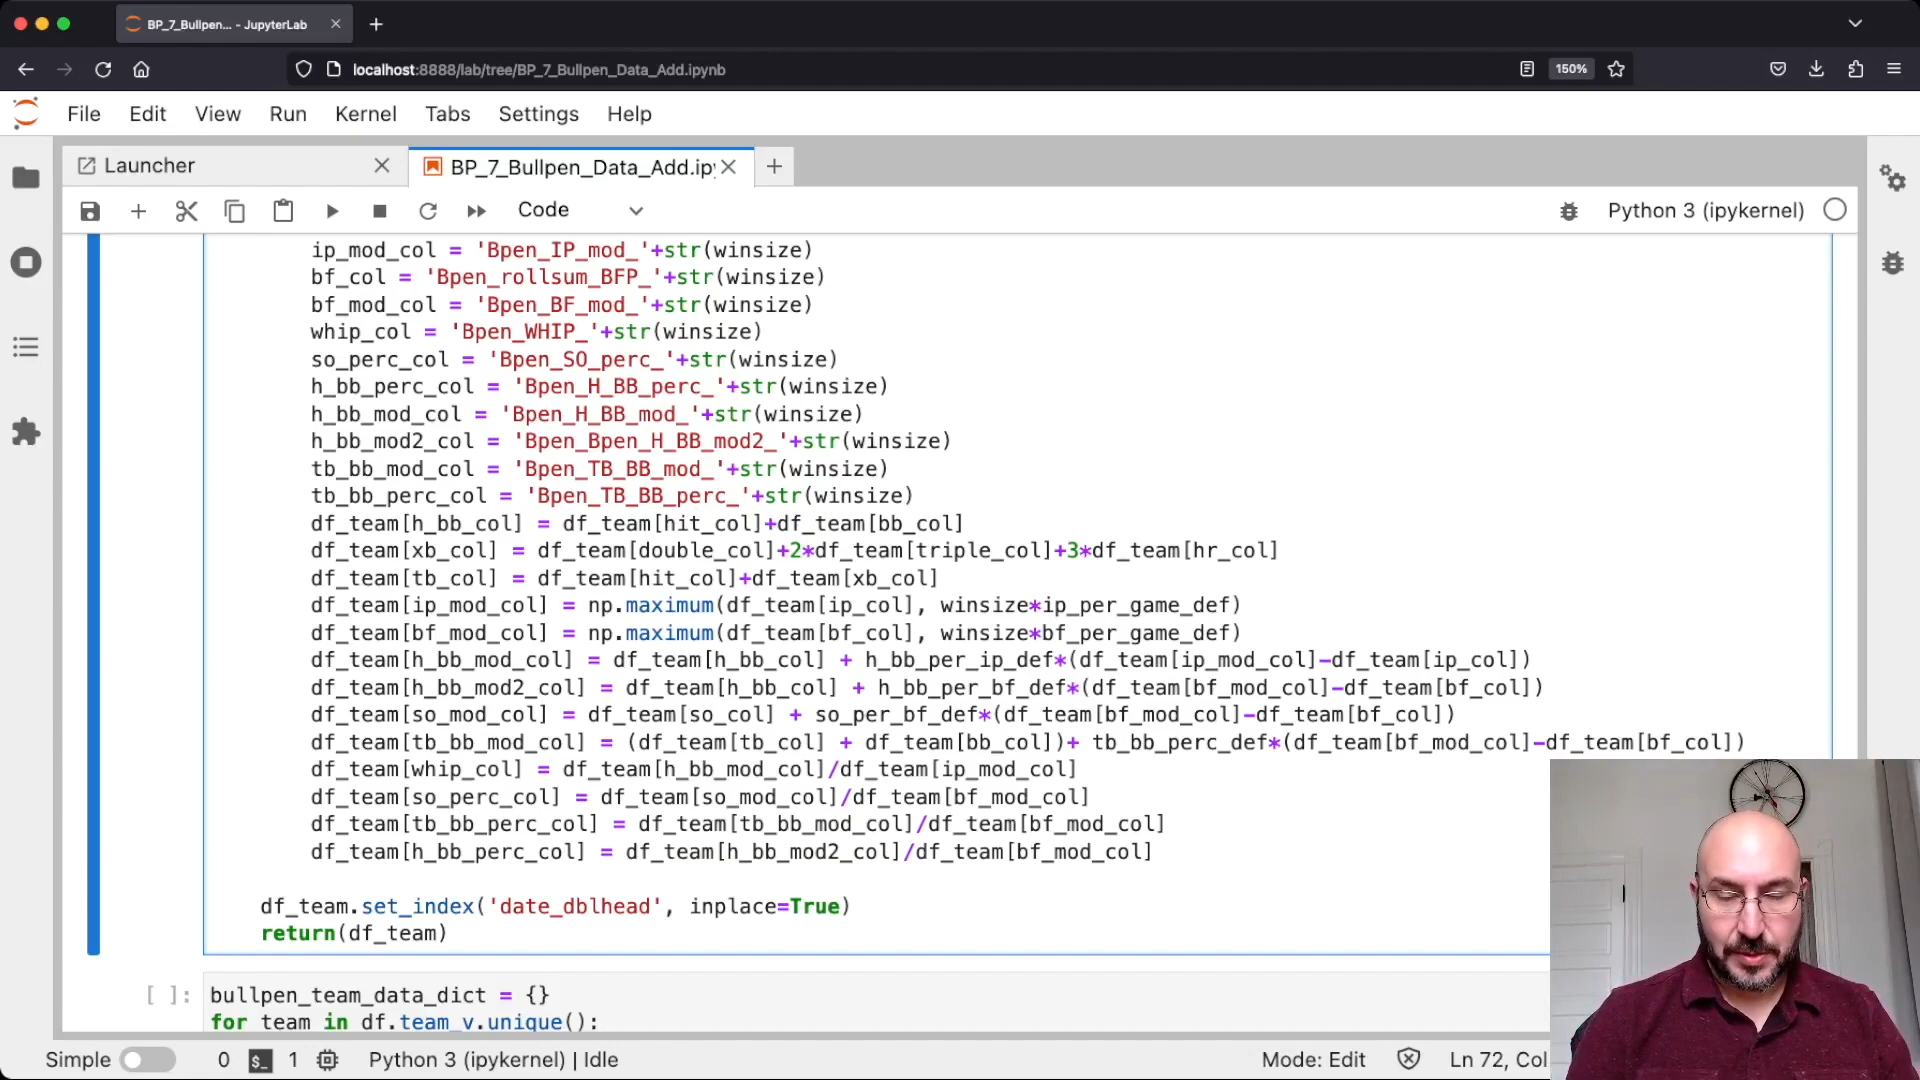 BP_7_Bullpen... - JupyterLab
localhost:8888/lab/tree/BP_7_Bullpen_Data_Add.ipynb
150%
File Edit View Run Kernel Tabs Settings Help
Launcher
BP_7_Bullpen_Data_Add.ipy
Code
Python 3 (ipykernel)
ip_mod_col = 'Bpen_IP_mod_'+str(winsize)
bf_col = 'Bpen_rollsum_BFP_'+str(winsize)
bf_mod_col = 'Bpen_BF_mod_'+str(winsize)
whip_col = 'Bpen_WHIP_'+str(winsize)
so_perc_col = 'Bpen_SO_perc_'+str(winsize)
h_bb_perc_col = 'Bpen_H_BB_perc_'+str(winsize)
h_bb_mod_col = 'Bpen_H_BB_mod_'+str(winsize)
h_bb_mod2_col = 'Bpen_Bpen_H_BB_mod2_'+str(winsize)
tb_bb_mod_col = 'Bpen_TB_BB_mod_'+str(winsize)
tb_bb_perc_col = 'Bpen_TB_BB_perc_'+str(winsize)
df_team[h_bb_col] = df_team[hit_col]+df_team[bb_col]
df_team[xb_col] = df_team[double_col]+2*df_team[triple_col]+3*df_team[hr_col]
df_team[tb_col] = df_team[hit_col]+df_team[xb_col]
df_team[ip_mod_col] = np.maximum(df_team[ip_col], winsize*ip_per_game_def)
df_team[bf_mod_col] = np.maximum(df_team[bf_col], winsize*bf_per_game_def)
df_team[h_bb_mod_col] = df_team[h_bb_col] + h_bb_per_ip_def*(df_team[ip_mod_col]-df_team[ip_col])
df_team[h_bb_mod2_col] = df_team[h_bb_col] + h_bb_per_bf_def*(df_team[bf_mod_col]-df_team[bf_col])
df_team[so_mod_col] = df_team[so_col] + so_per_bf_def*(df_team[bf_mod_col]-df_team[bf_col])
df_team[tb_bb_mod_col] = (df_team[tb_col] + df_team[bb_col])+ tb_bb_perc_def*(df_team[bf_mod_col]-df_team[bf_col])
df_team[whip_col] = df_team[h_bb_mod_col]/df_team[ip_mod_col]
df_team[so_perc_col] = df_team[so_mod_col]/df_team[bf_mod_col]
df_team[tb_bb_perc_col] = df_team[tb_bb_mod_col]/df_team[bf_mod_col]
df_team[h_bb_perc_col] = df_team[h_bb_mod2_col]/df_team[bf_mod_col]
df_team.set_index('date_dblhead', inplace=True)
return(df_team)
[ ]: bullpen_team_data_dict = {}
for team in df.team_v.unique():
Simple 0 $_ 1 Python 3 (ipykernel) | Idle Mode: Edit Ln 72, Col